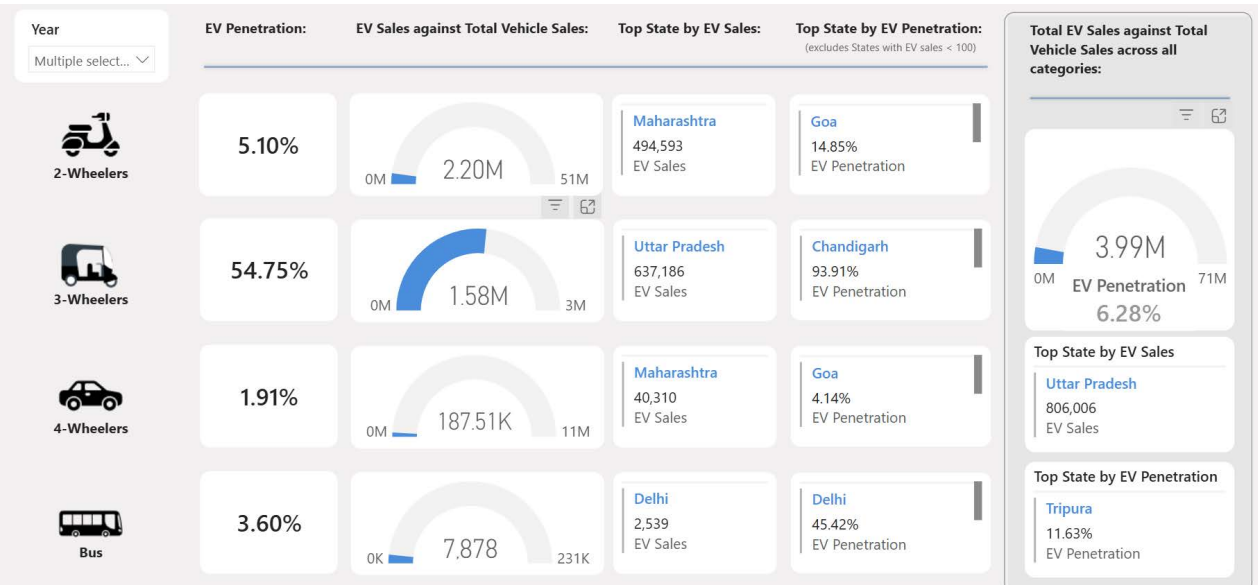 Year
Multiple select...
EV Penetration:
EV Sales against Total Vehicle Sales:
Top State by EV Sales:
Top State by EV Penetration:
(excludes States with EV sales < 100)
2-Wheelers
5.10%
2.20M
0M
51M
Maharashtra
494,593
EV Sales
Goa
14.85%
EV Penetration
3-Wheelers
54.75%
1.58M
0M
3M
Uttar Pradesh
637,186
EV Sales
Chandigarh
93.91%
EV Penetration
4-Wheelers
1.91%
187.51K
0M
11M
Maharashtra
40,310
EV Sales
Goa
4.14%
EV Penetration
Bus
3.60%
7,878
0K
231K
Delhi
2,539
EV Sales
Delhi
45.42%
EV Penetration
Total EV Sales against Total
Vehicle Sales across all
categories:
3.99M
0M
71M
EV Penetration
6.28%
Top State by EV Sales
Uttar Pradesh
806,006
EV Sales
Top State by EV Penetration
Tripura
11.63%
EV Penetration